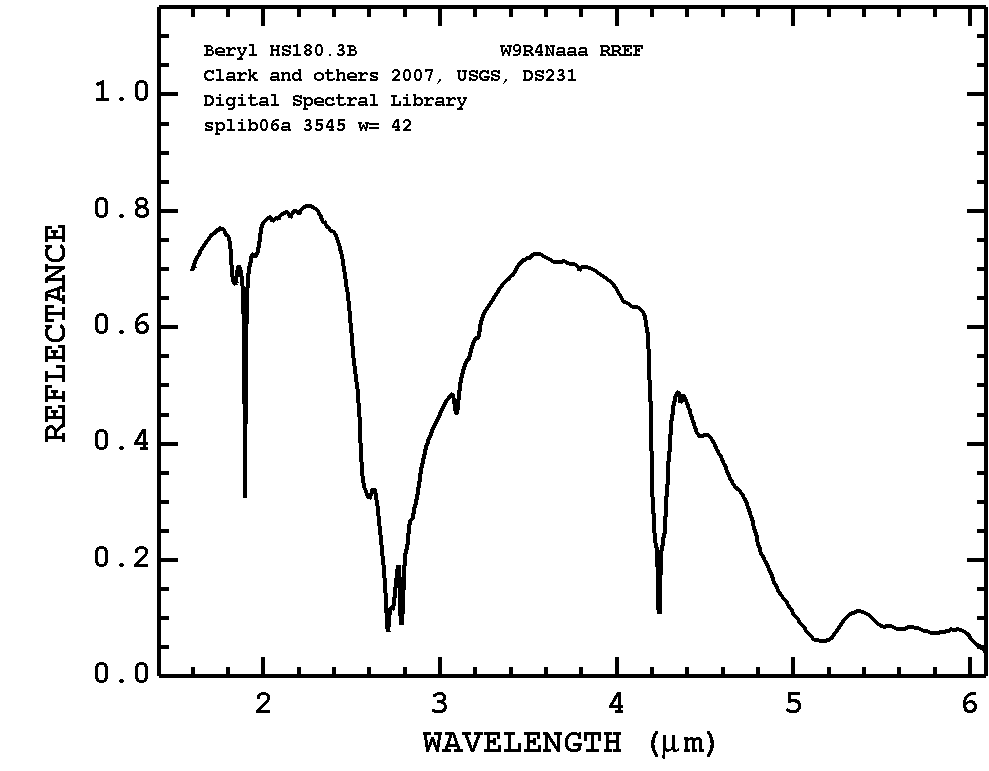 Beryl HS180.3B W9R4Naaa RREF
Clark and others 2007, USGS, DS231
Digital Spectral Library
splib06a 3545 w= 42
1.0
0.8
0.6
0.4
0.2
0.0
REFLECTANCE
2 3 4 5 6
WAVELENGTH (μm)